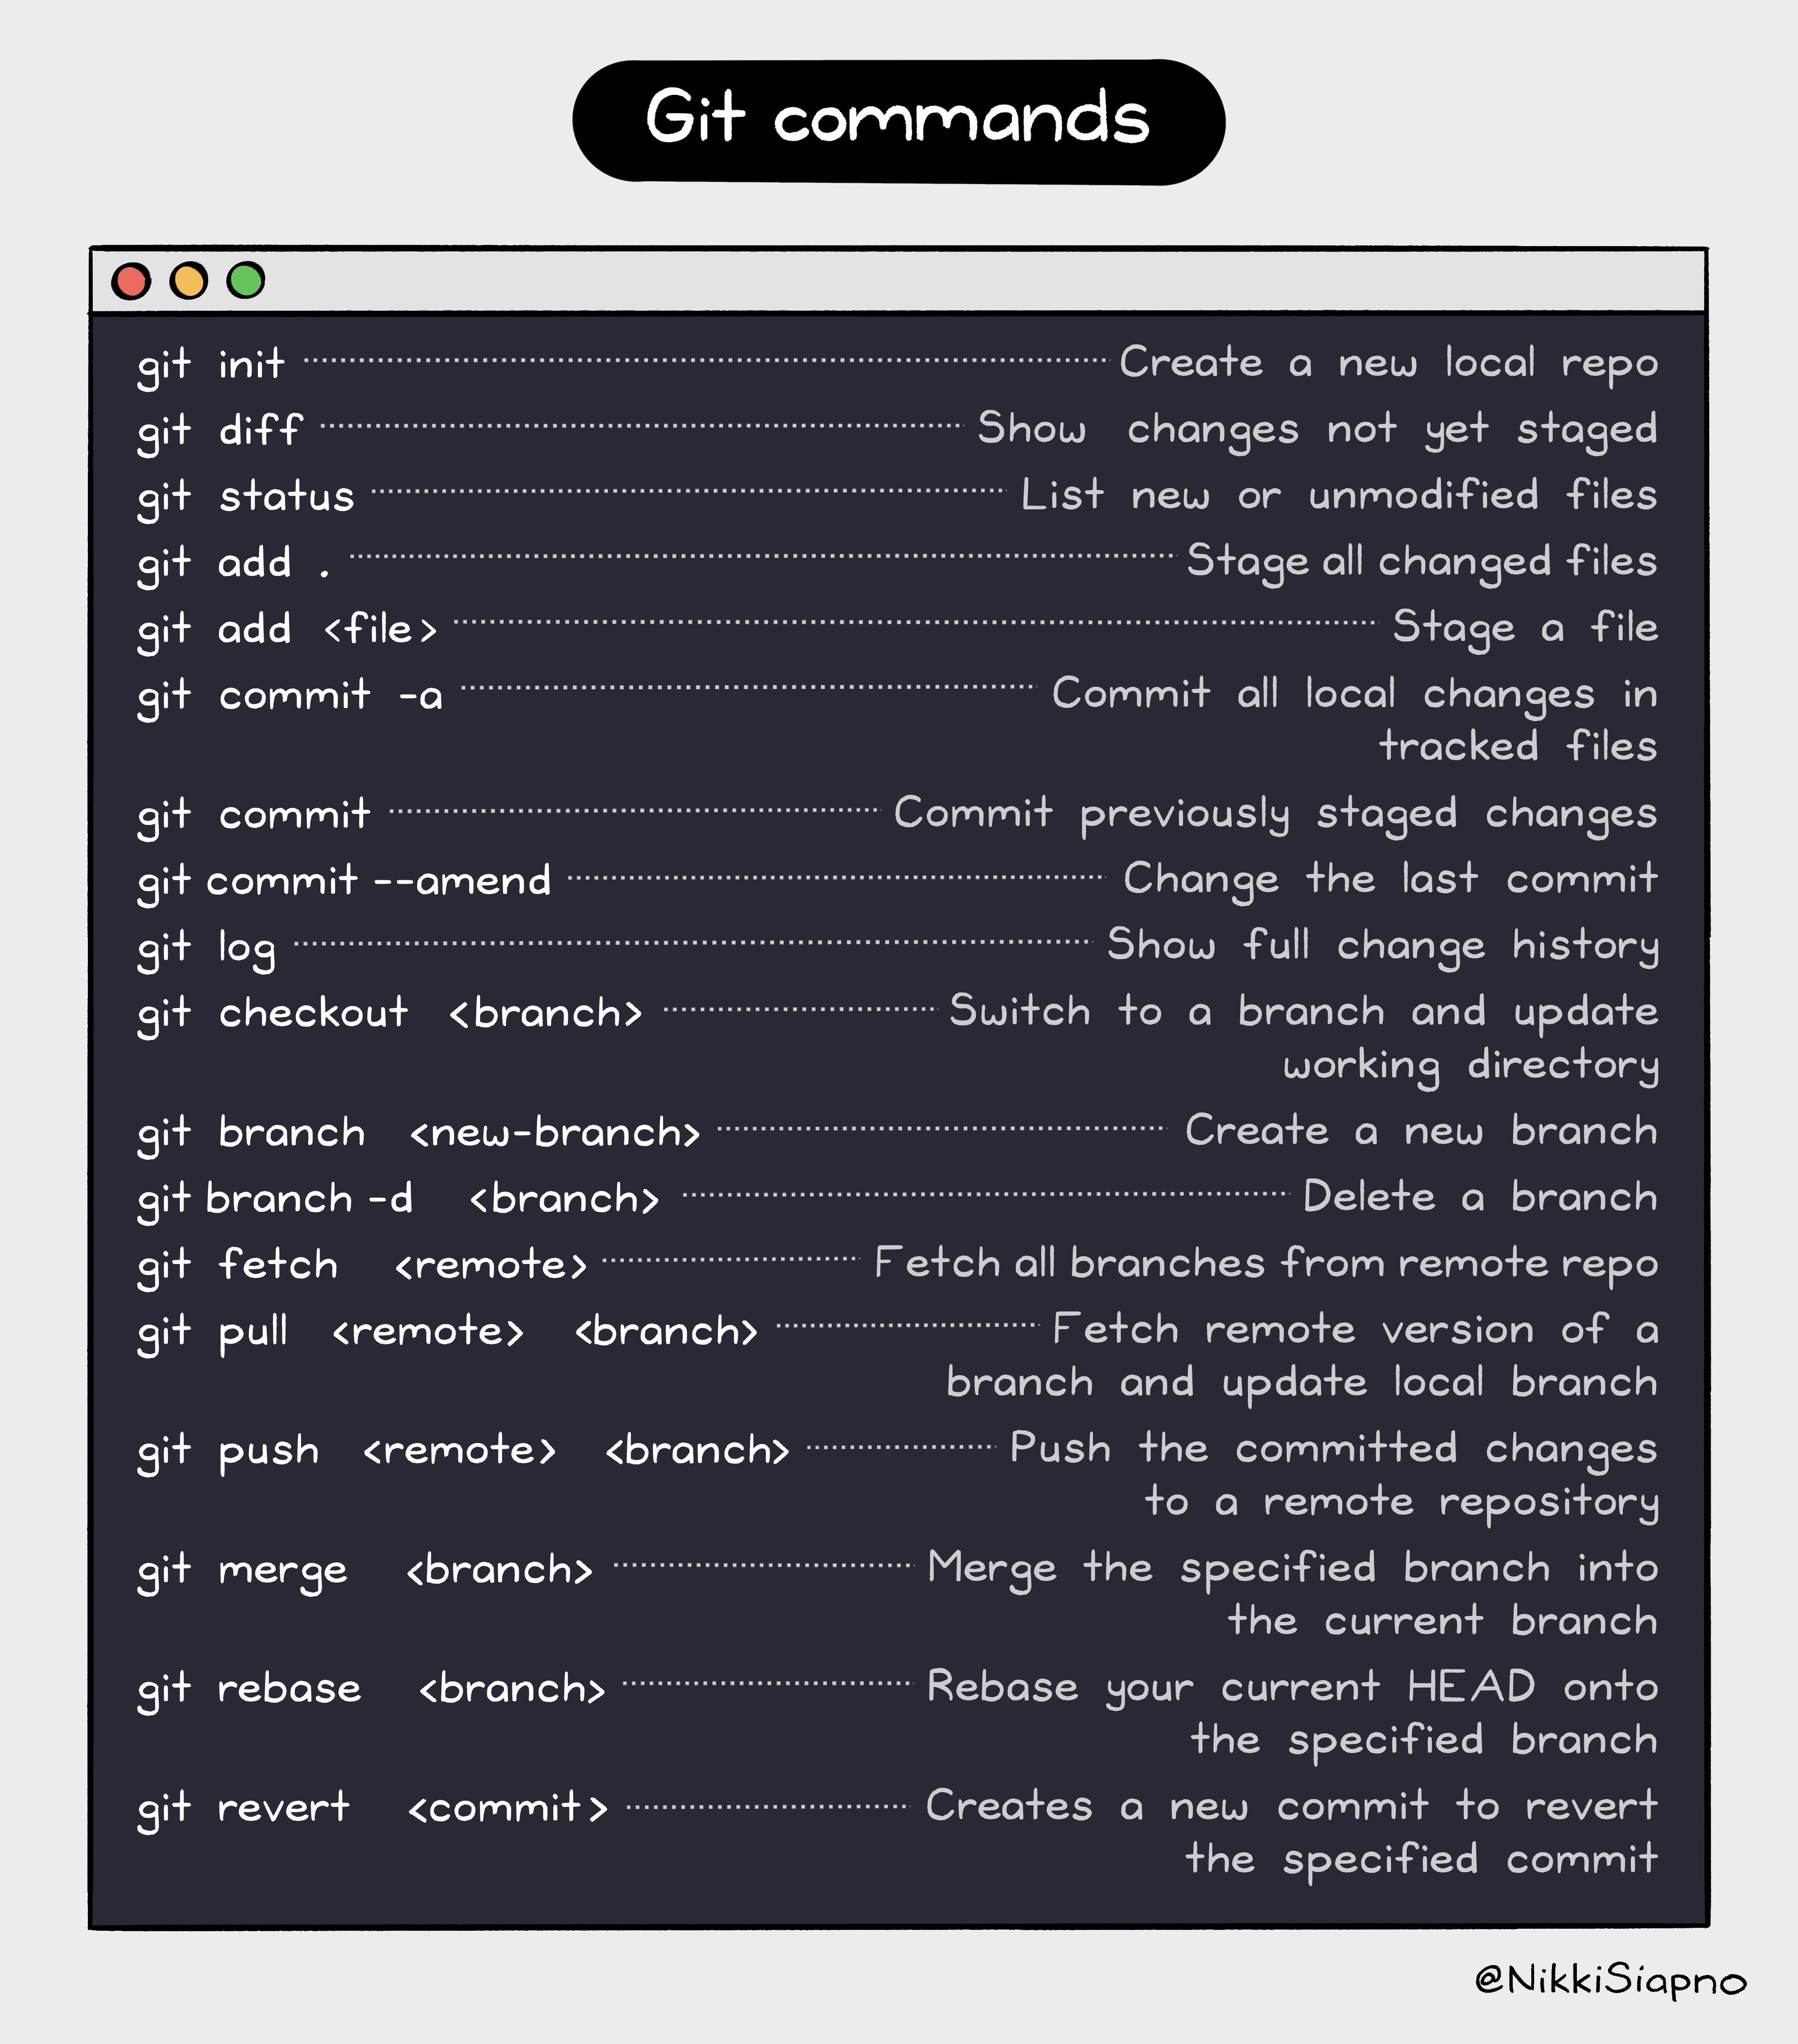 Git commands
git init Create a new local repo
git diff Show changes not yet staged
git status List new or unmodified files
git add . Stage all changed files
git add <file> Stage a file
git commit -a Commit all local changes in
tracked files
git commit Commit previously staged changes
git commit --amend Change the last commit
git log Show full change history
git checkout <branch> Switch to a branch and update
working directory
git branch <new-branch> Create a new branch
git branch -d <branch> Delete a branch
git fetch <remote> Fetch all branches from remote repo
git pull <remote> <branch> Fetch remote version of a
branch and update local branch
git push <remote> <branch> Push the committed changes
to a remote repository
git merge <branch> Merge the specified branch into
the current branch
git rebase <branch> Rebase your current HEAD onto
the specified branch
git revert <commit> Creates a new commit to revert
the specified commit
@NikkiSiapno